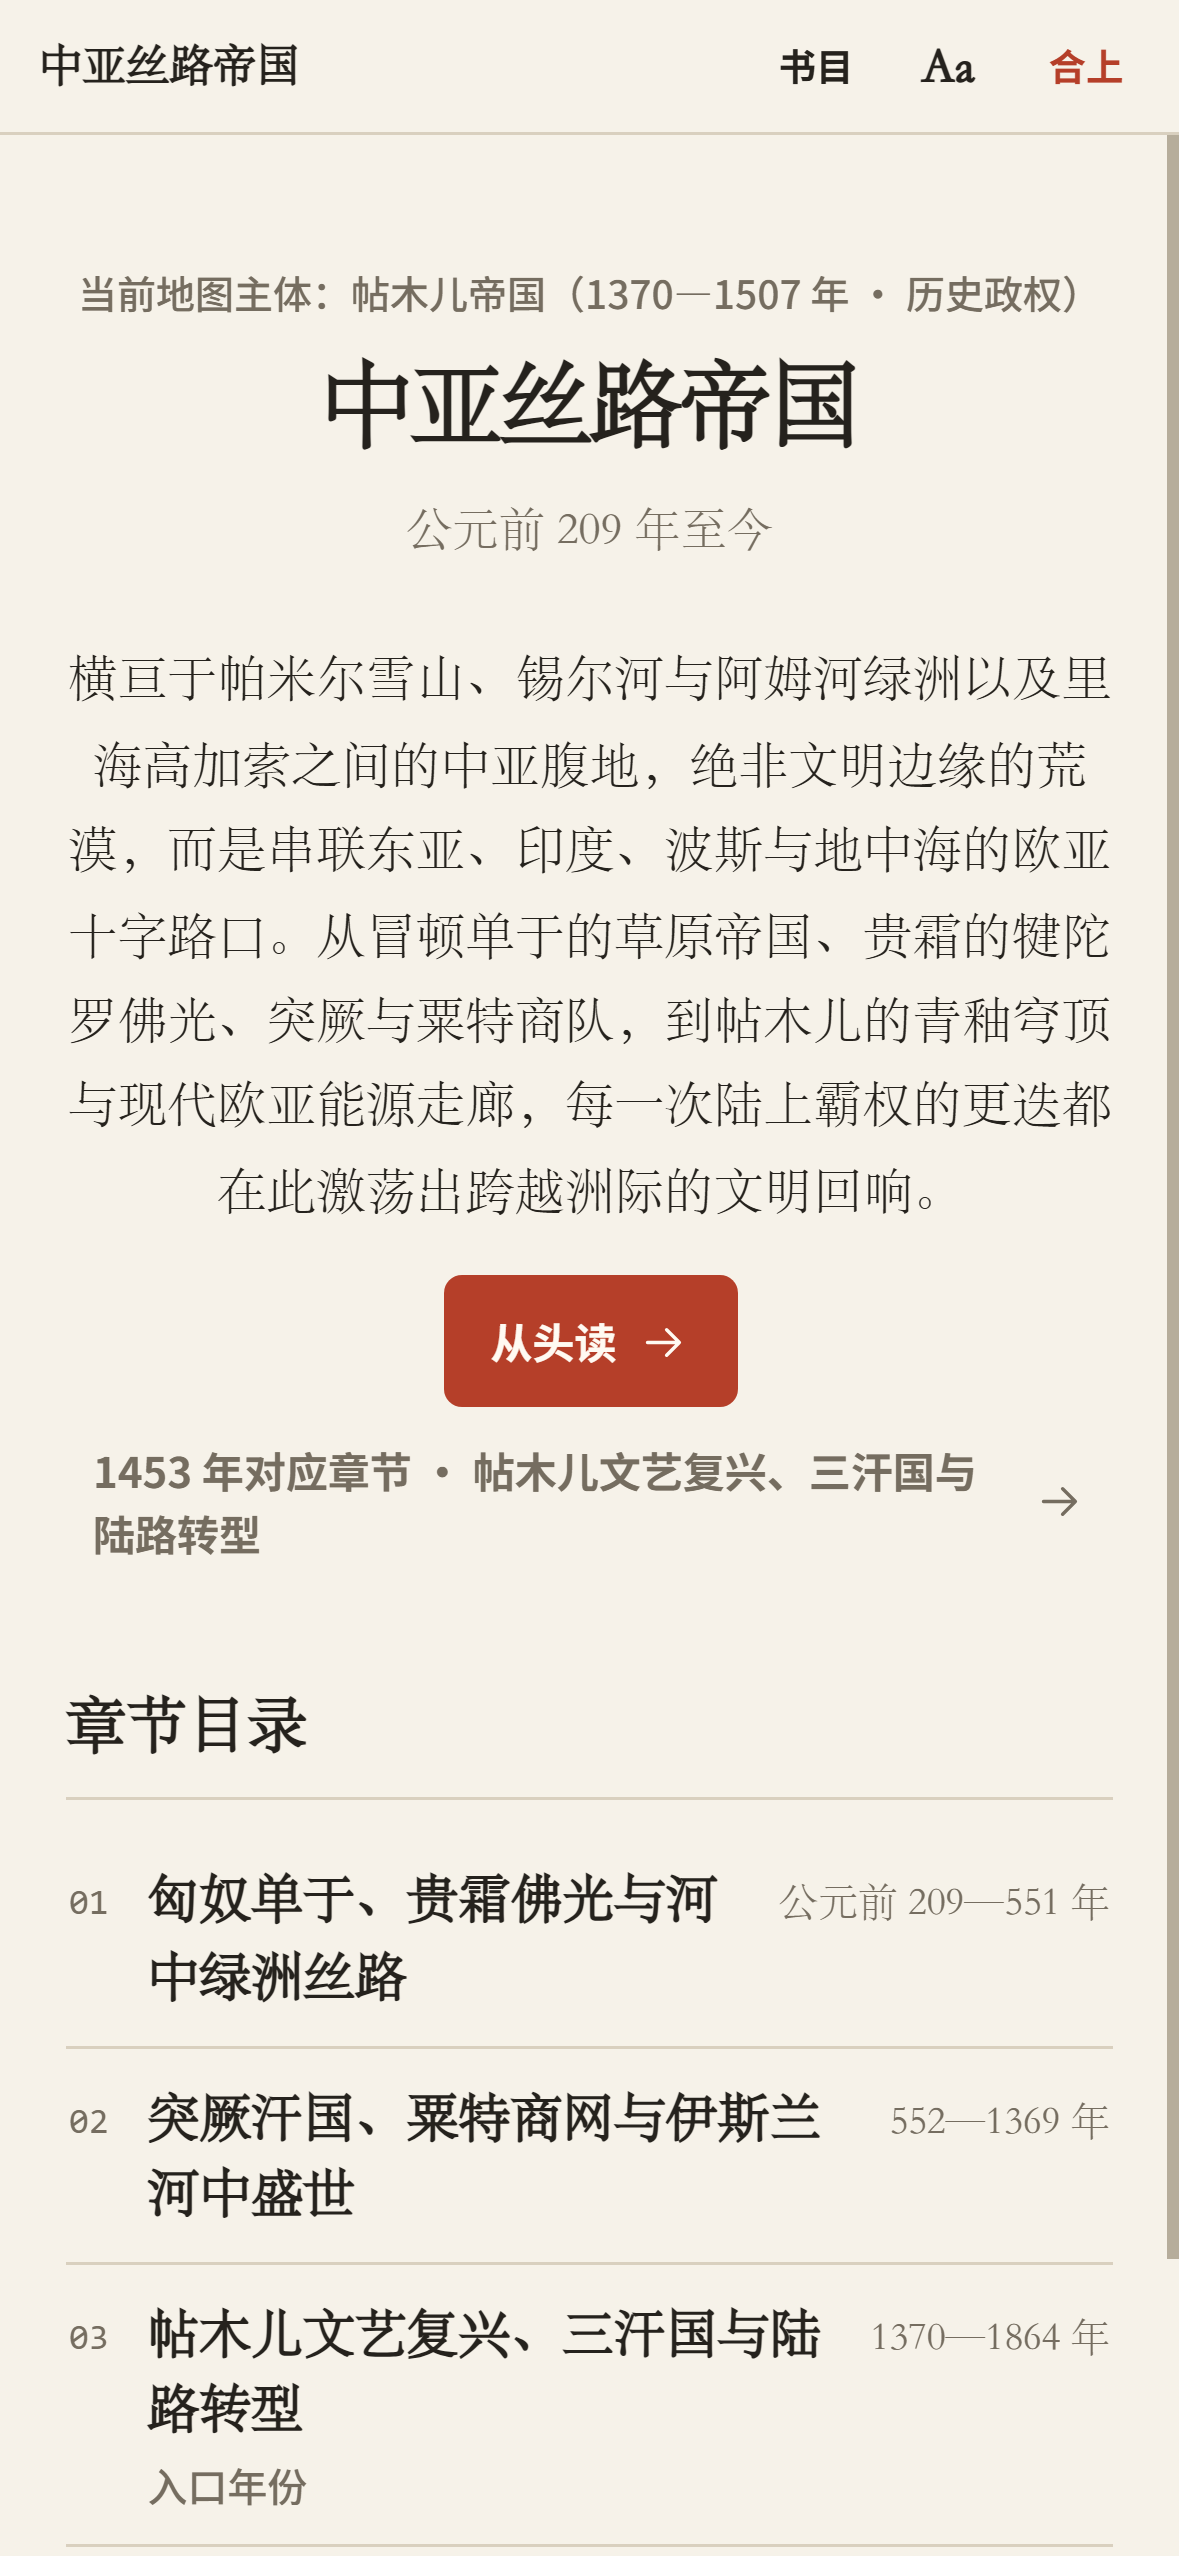 中亚丝路帝国
书目 Aa 合上
当前地图主体：帖木儿帝国（1370—1507 年 · 历史政权）
中亚丝路帝国
公元前 209 年至今
横亘于帕米尔雪山、锡尔河与阿姆河绿洲以及里
海高加索之间的中亚腹地，绝非文明边缘的荒
漠，而是串联东亚、印度、波斯与地中海的欧亚
十字路口。从冒顿单于的草原帝国、贵霜的犍陀
罗佛光、突厥与粟特商队，到帖木儿的青釉穹顶
与现代欧亚能源走廊，每一次陆上霸权的更迭都
在此激荡出跨越洲际的文明回响。
从头读 →
1453 年对应章节 · 帖木儿文艺复兴、三汗国与
陆路转型 →
章节目录
01 匈奴单于、贵霜佛光与河 公元前 209—551 年
中绿洲丝路
02 突厥汗国、粟特商网与伊斯兰 552—1369 年
河中盛世
03 帖木儿文艺复兴、三汗国与陆 1370—1864 年
路转型
入口年份